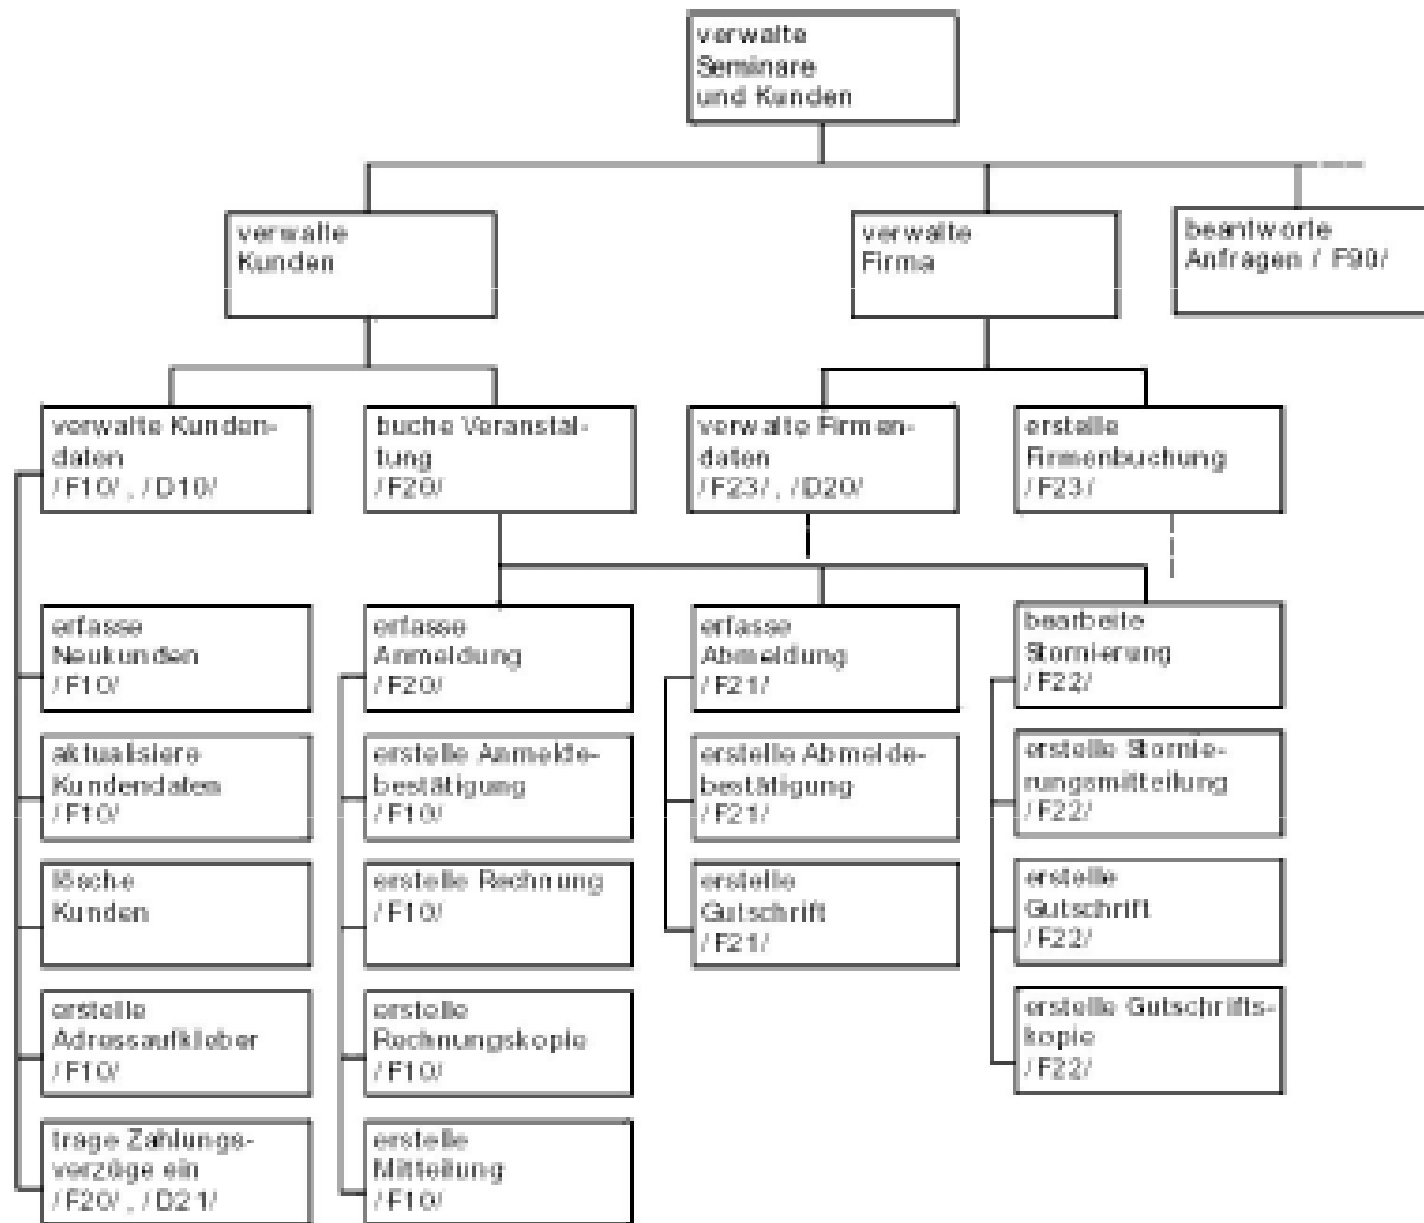 verwalte
Seminare
und Kunden
verwalte
Kunden
verwalte
Firma
beantworte
Anfragen / F90/
verwalte Kunden-
daten
/F10/ , /D10/
buche Veranstal-
tung
/F20/
verwalte Firmen-
daten
/F23/ , /D20/
erstelle
Firmenbuchung
/F23/
erfasse
Neukunden
/F10/
aktualisiere
Kundendaten
/F10/
lösche
Kunden
erstelle
Adressaufkleber
/F10/
trage Zahlungs-
verzüge ein
/F20/ , / D21/
erfasse
Anmeldung
/F20/
erstelle Anmelde-
bestätigung
/F10/
erstelle Rechnung
/F10/
erstelle
Rechnungskopie
/F10/
erstelle
Mitteilung
/F10/
erfasse
Abmeldung
/F21/
erstelle Abmelde-
bestätigung
/F21/
erstelle
Gutschrift
/F21/
bearbeite
Stornierung
/F22/
erstelle Stornie-
rungsmitteilung
/F22/
erstelle
Gutschrift
/F22/
erstelle Gutschrifts-
kopie
/F22/